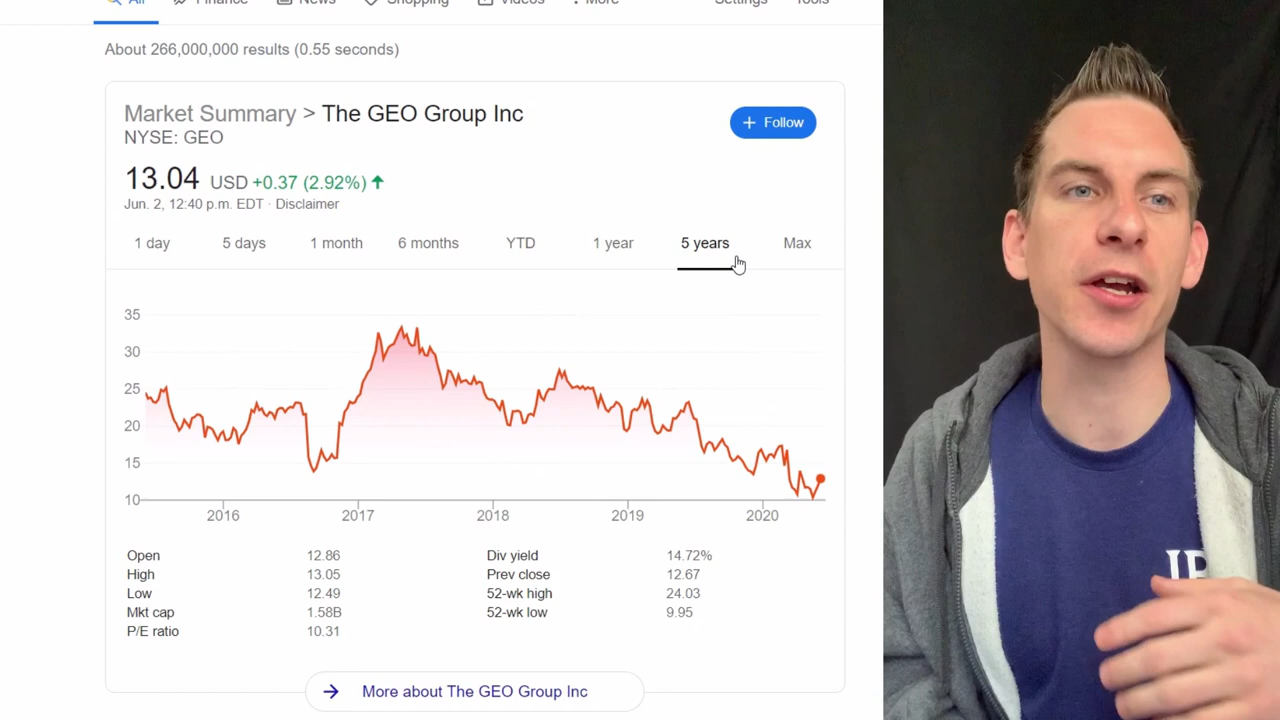 All Finance News Shopping Videos More Settings Tools
About 266,000,000 results (0.55 seconds)
Market Summary > The GEO Group Inc
NYSE: GEO
+ Follow
13.04 USD +0.37 (2.92%)
Jun. 2, 12:40 p.m. EDT · Disclaimer
1 day 5 days 1 month 6 months YTD 1 year 5 years Max
35
30
25
20
15
10
2016 2017 2018 2019 2020
Open 12.86 Div yield 14.72%
High 13.05 Prev close 12.67
Low 12.49 52-wk high 24.03
Mkt cap 1.58B 52-wk low 9.95
P/E ratio 10.31
More about The GEO Group Inc